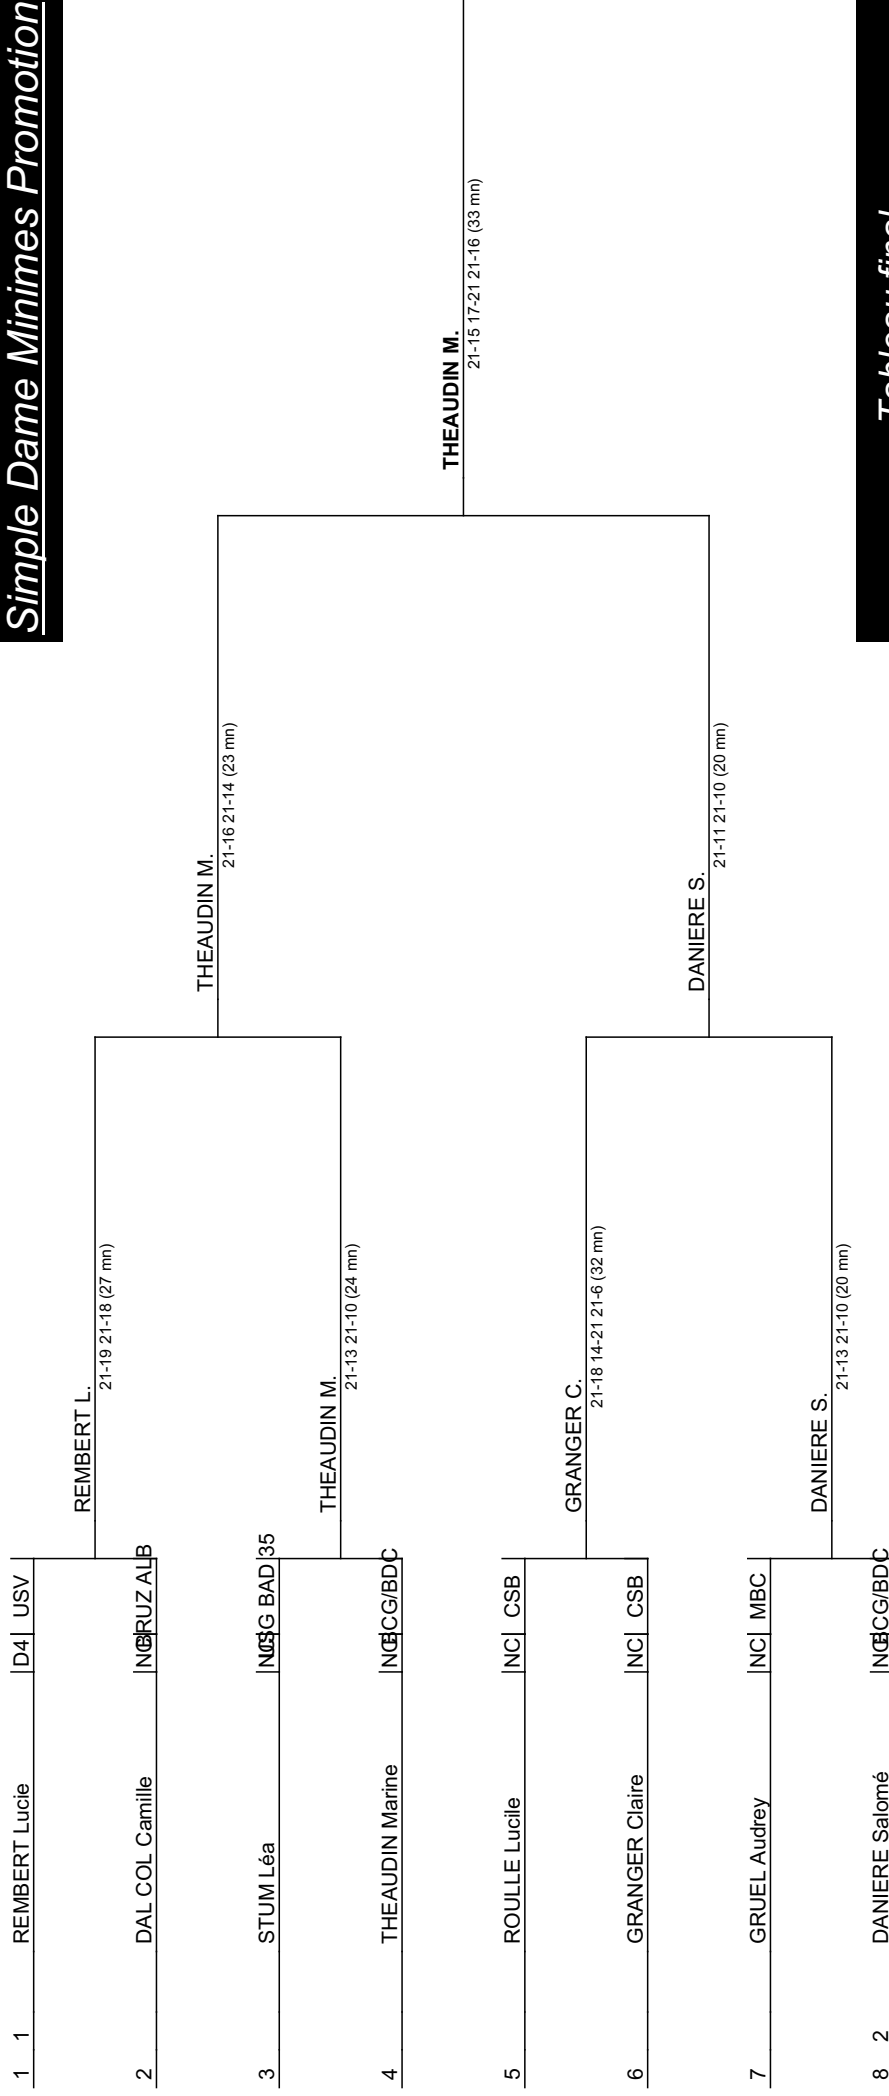 Simple Dame Minimes Promotion
1 1 REMBERT Lucie D4 USV
2 DAL COL Camille NC BRUZ ALB
3 STUM Léa NC USG BAD 35
4 THEAUDIN Marine NC BCG/BDC
5 ROULLE Lucile NC CSB
6 GRANGER Claire NC CSB
7 GRUEL Audrey NC MBC
8 2 DANIERE Salomé NC BCG/BDC
REMBERT L.
21-19 21-18 (27 mn)
THEAUDIN M.
21-13 21-10 (24 mn)
GRANGER C.
21-18 14-21 21-6 (32 mn)
DANIERE S.
21-13 21-10 (20 mn)
THEAUDIN M.
21-16 21-14 (23 mn)
DANIERE S.
21-11 21-10 (20 mn)
THEAUDIN M.
21-15 17-21 21-16 (33 mn)
Tableau final